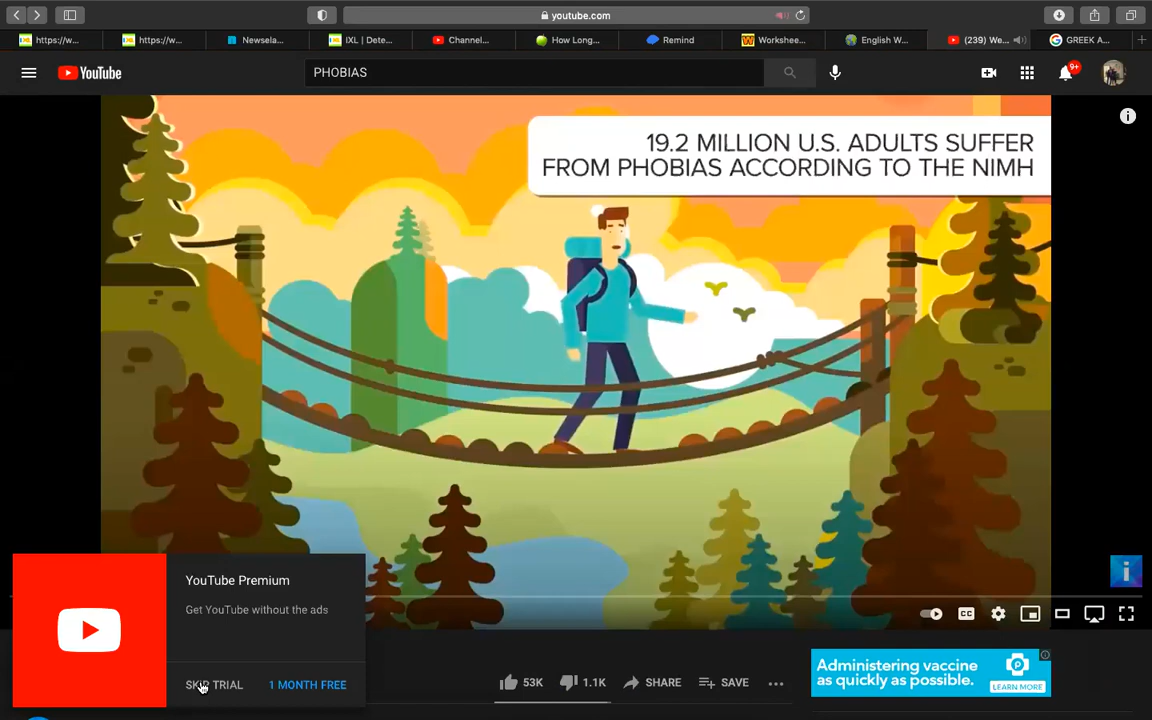 youtube.com
https://w...
https://w...
Newsela...
IXL | Dete...
Channel...
How Long...
Remind
Workshee...
English W...
(239) We...
GREEK A...
YouTube
PHOBIAS
9+
19.2 MILLION U.S. ADULTS SUFFER
FROM PHOBIAS ACCORDING TO THE NIMH
i
CC
YouTube Premium
Get YouTube without the ads
SKIP TRIAL
1 MONTH FREE
53K
1.1K
SHARE
SAVE
Administering vaccine
as quickly as possible.
LEARN MORE